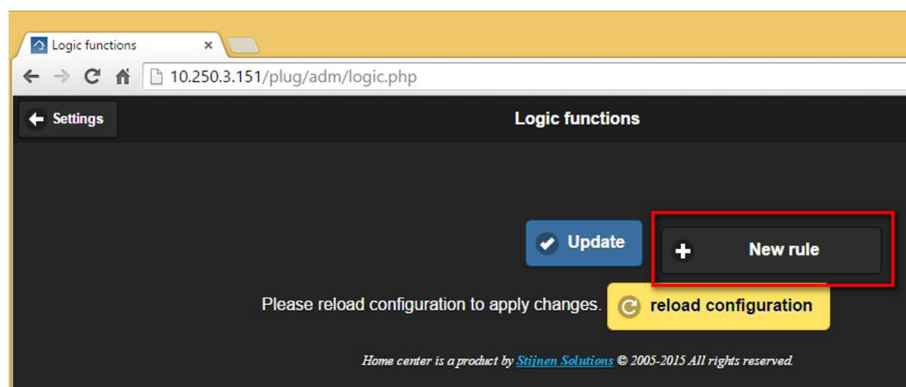 Logic functions
10.250.3.151/plug/adm/logic.php
Settings
Logic functions
Update
New rule
Please reload configuration to apply changes. reload configuration
Home center is a product by Stijnen Solutions © 2005-2015 All rights reserved.